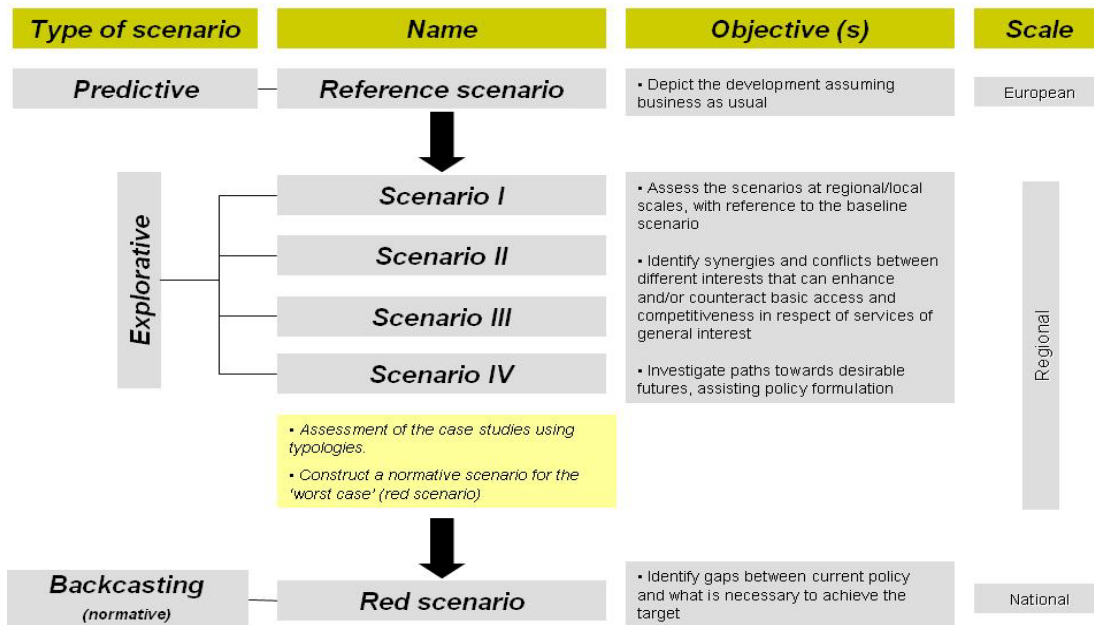 Type of scenario
Name
Objective (s)
Scale
Predictive
Reference scenario
▪ Depict the development assuming
business as usual
European
Explorative
Scenario I
Scenario II
Scenario III
Scenario IV
▪ Assess the scenarios at regional/local
scales, with reference to the baseline
scenario
▪ Identify synergies and conflicts between
different interests that can enhance
and/or counteract basic access and
competitiveness in respect of services of
general interest
▪ Investigate paths towards desirable
futures, assisting policy formulation
Regional
▪ Assessment of the case studies using
typologies.
▪ Construct a normative scenario for the
'worst case' (red scenario)
Backcasting
(normative)
Red scenario
▪ Identify gaps between current policy
and what is necessary to achieve the
target
National